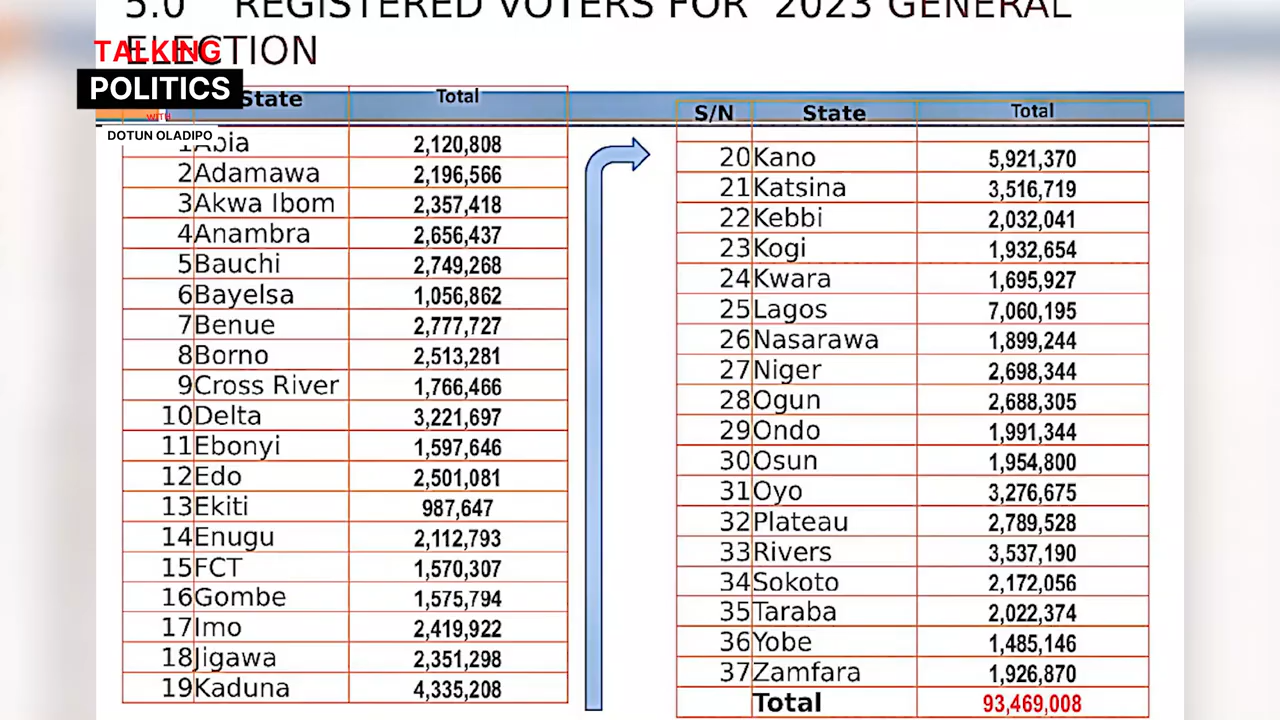 5.0 REGISTERED VOTERS FOR 2023 GENERAL
ELECTION
TALKING
POLITICS
WITH
DOTUN OLADIPO
State Total
1 Abia 2,120,808
2 Adamawa 2,196,566
3 Akwa Ibom 2,357,418
4 Anambra 2,656,437
5 Bauchi 2,749,268
6 Bayelsa 1,056,862
7 Benue 2,777,727
8 Borno 2,513,281
9 Cross River 1,766,466
10 Delta 3,221,697
11 Ebonyi 1,597,646
12 Edo 2,501,081
13 Ekiti 987,647
14 Enugu 2,112,793
15 FCT 1,570,307
16 Gombe 1,575,794
17 Imo 2,419,922
18 Jigawa 2,351,298
19 Kaduna 4,335,208
S/N State Total
20 Kano 5,921,370
21 Katsina 3,516,719
22 Kebbi 2,032,041
23 Kogi 1,932,654
24 Kwara 1,695,927
25 Lagos 7,060,195
26 Nasarawa 1,899,244
27 Niger 2,698,344
28 Ogun 2,688,305
29 Ondo 1,991,344
30 Osun 1,954,800
31 Oyo 3,276,675
32 Plateau 2,789,528
33 Rivers 3,537,190
34 Sokoto 2,172,056
35 Taraba 2,022,374
36 Yobe 1,485,146
37 Zamfara 1,926,870
Total 93,469,008